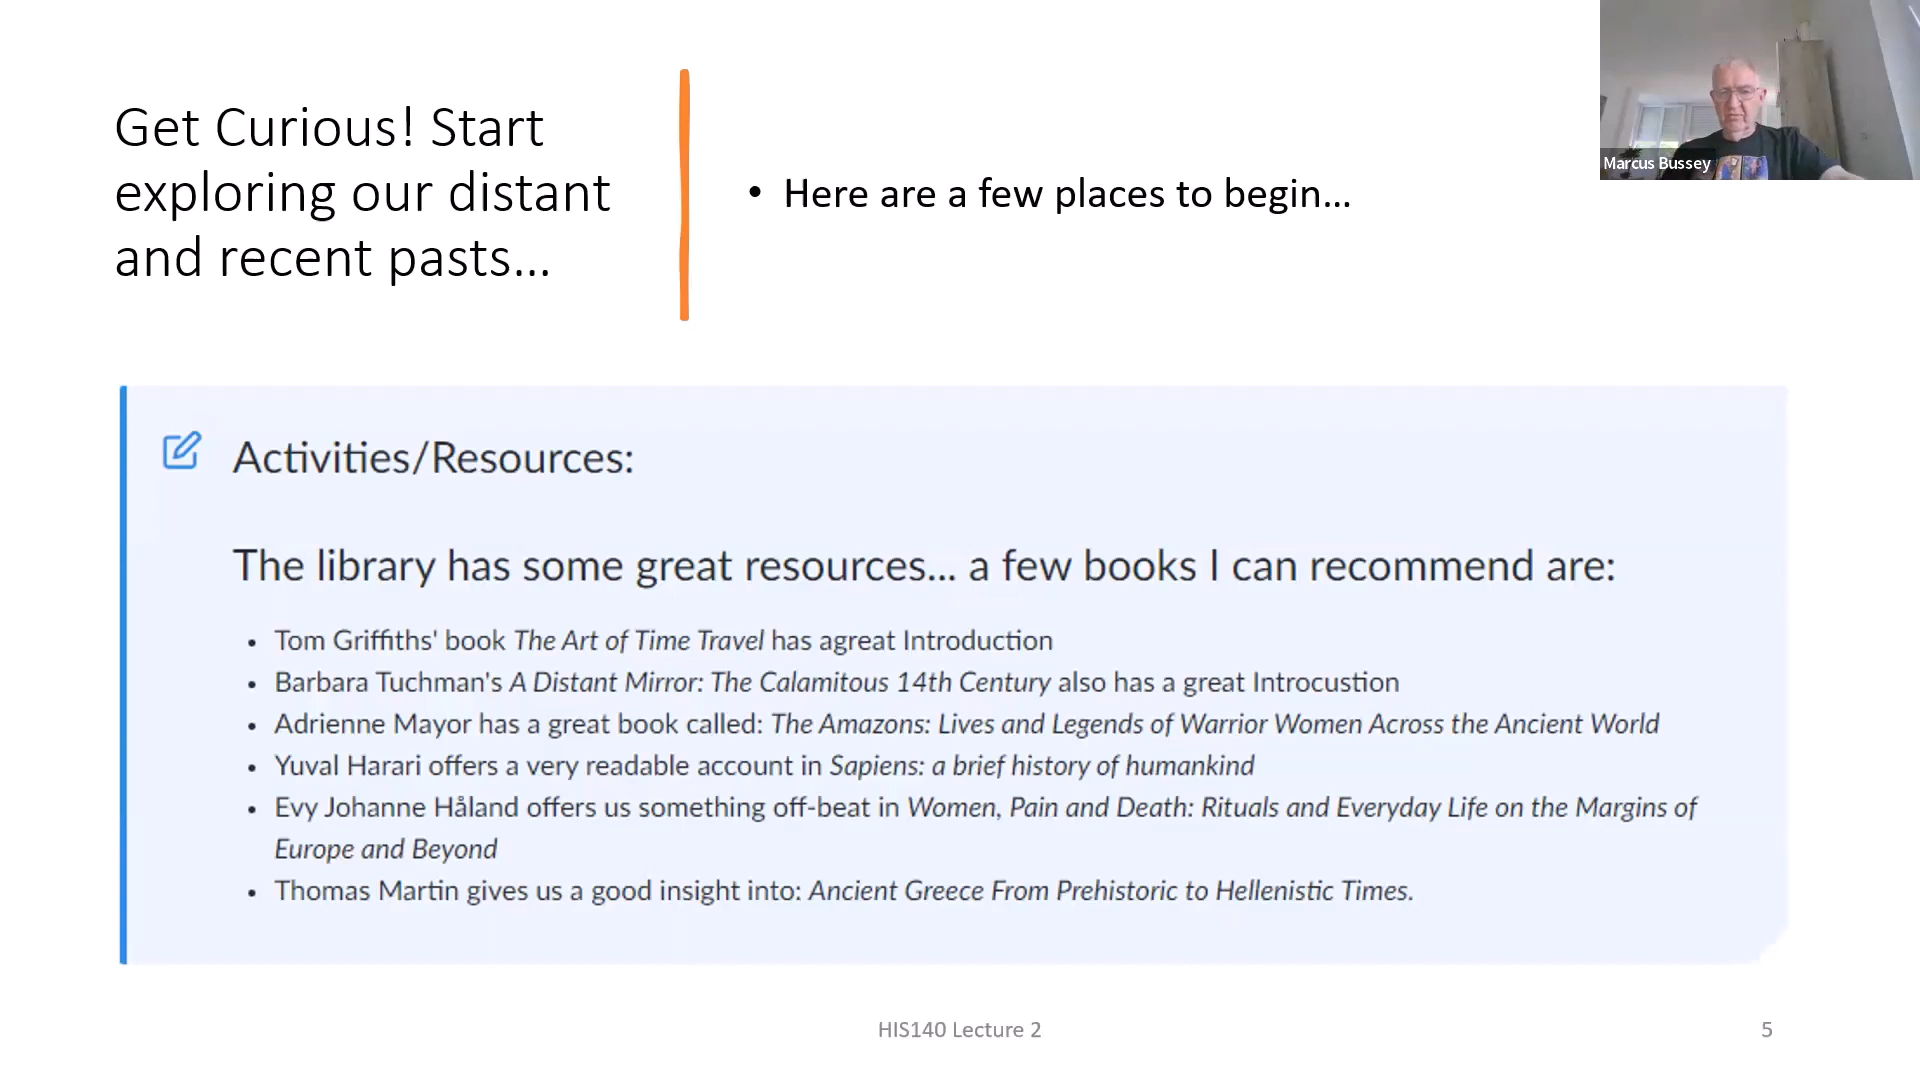 Get Curious! Start
exploring our distant
and recent pasts...
• Here are a few places to begin...
Marcus Bussey
Activities/Resources:
The library has some great resources... a few books I can recommend are:
• Tom Griffiths' book The Art of Time Travel has agreat Introduction
• Barbara Tuchman's A Distant Mirror: The Calamitous 14th Century also has a great Introcustion
• Adrienne Mayor has a great book called: The Amazons: Lives and Legends of Warrior Women Across the Ancient World
• Yuval Harari offers a very readable account in Sapiens: a brief history of humankind
• Evy Johanne Håland offers us something off-beat in Women, Pain and Death: Rituals and Everyday Life on the Margins of
Europe and Beyond
• Thomas Martin gives us a good insight into: Ancient Greece From Prehistoric to Hellenistic Times.
HIS140 Lecture 2
5